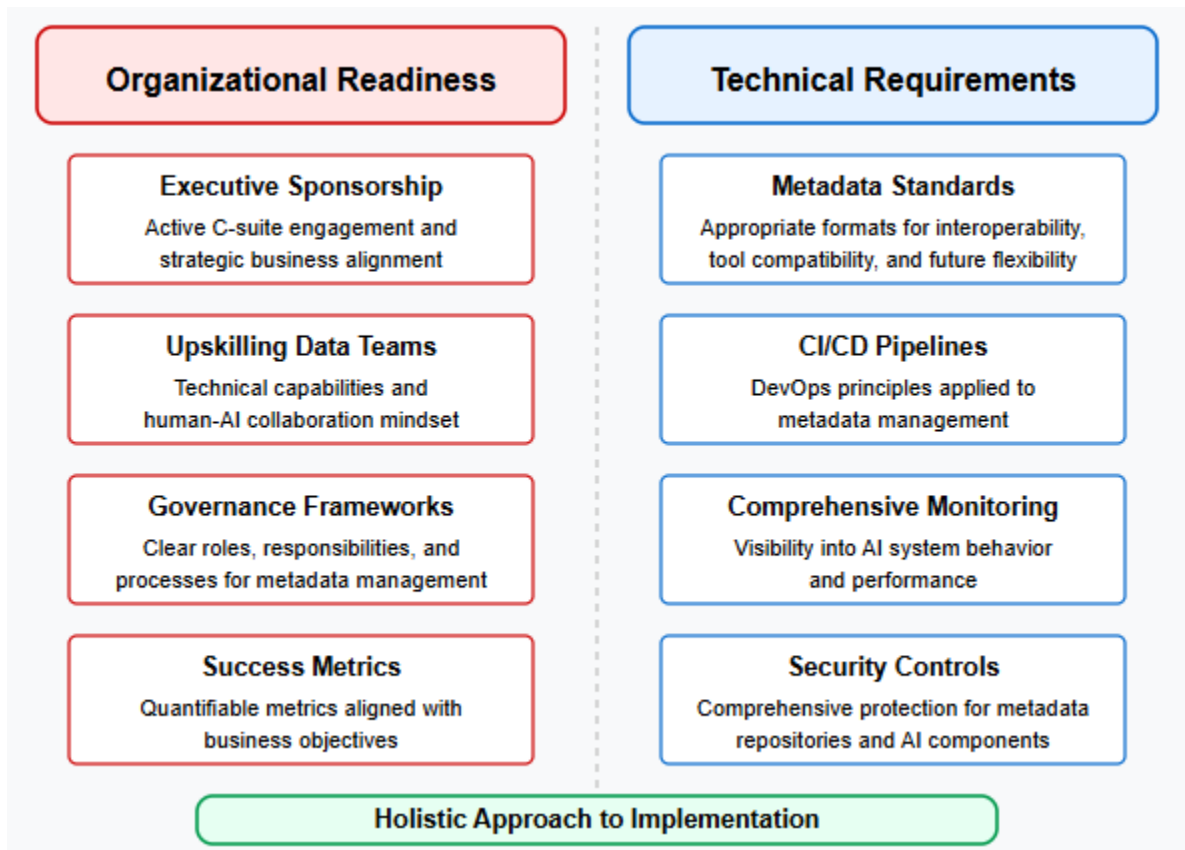 Organizational Readiness
Executive Sponsorship
Active C-suite engagement and
strategic business alignment
Upskilling Data Teams
Technical capabilities and
human-AI collaboration mindset
Governance Frameworks
Clear roles, responsibilities, and
processes for metadata management
Success Metrics
Quantifiable metrics aligned with
business objectives
Technical Requirements
Metadata Standards
Appropriate formats for interoperability,
tool compatibility, and future flexibility
CI/CD Pipelines
DevOps principles applied to
metadata management
Comprehensive Monitoring
Visibility into AI system behavior
and performance
Security Controls
Comprehensive protection for metadata
repositories and AI components
Holistic Approach to Implementation